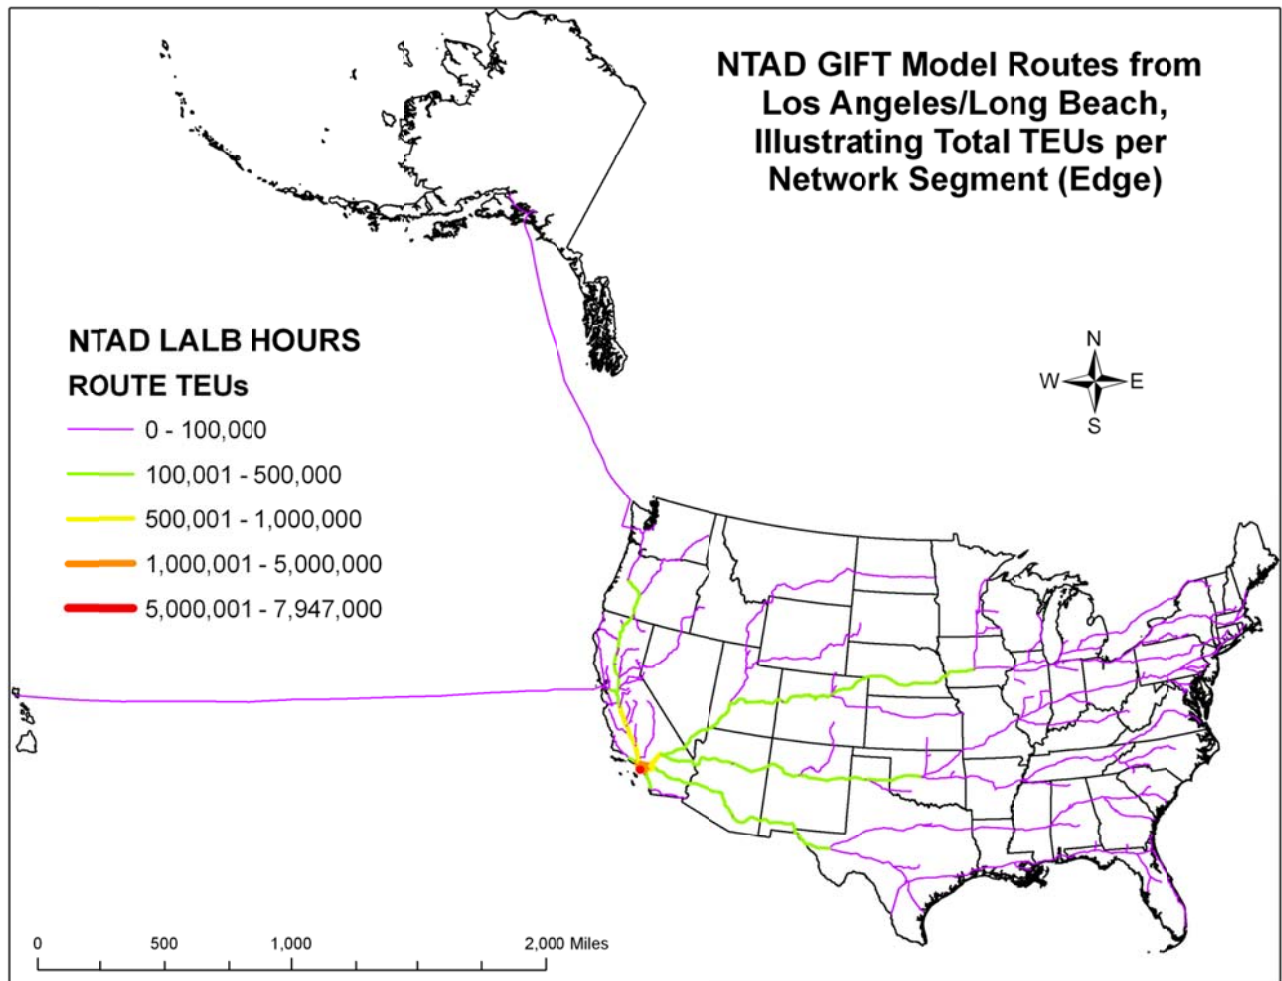 NTAD GIFT Model Routes from
Los Angeles/Long Beach,
Illustrating Total TEUs per
Network Segment (Edge)
NTAD LALB HOURS
ROUTE TEUs
0 - 100,000
100,001 - 500,000
500,001 - 1,000,000
1,000,001 - 5,000,000
5,000,001 - 7,947,000
N
W E
S
0 500 1,000 2,000 Miles